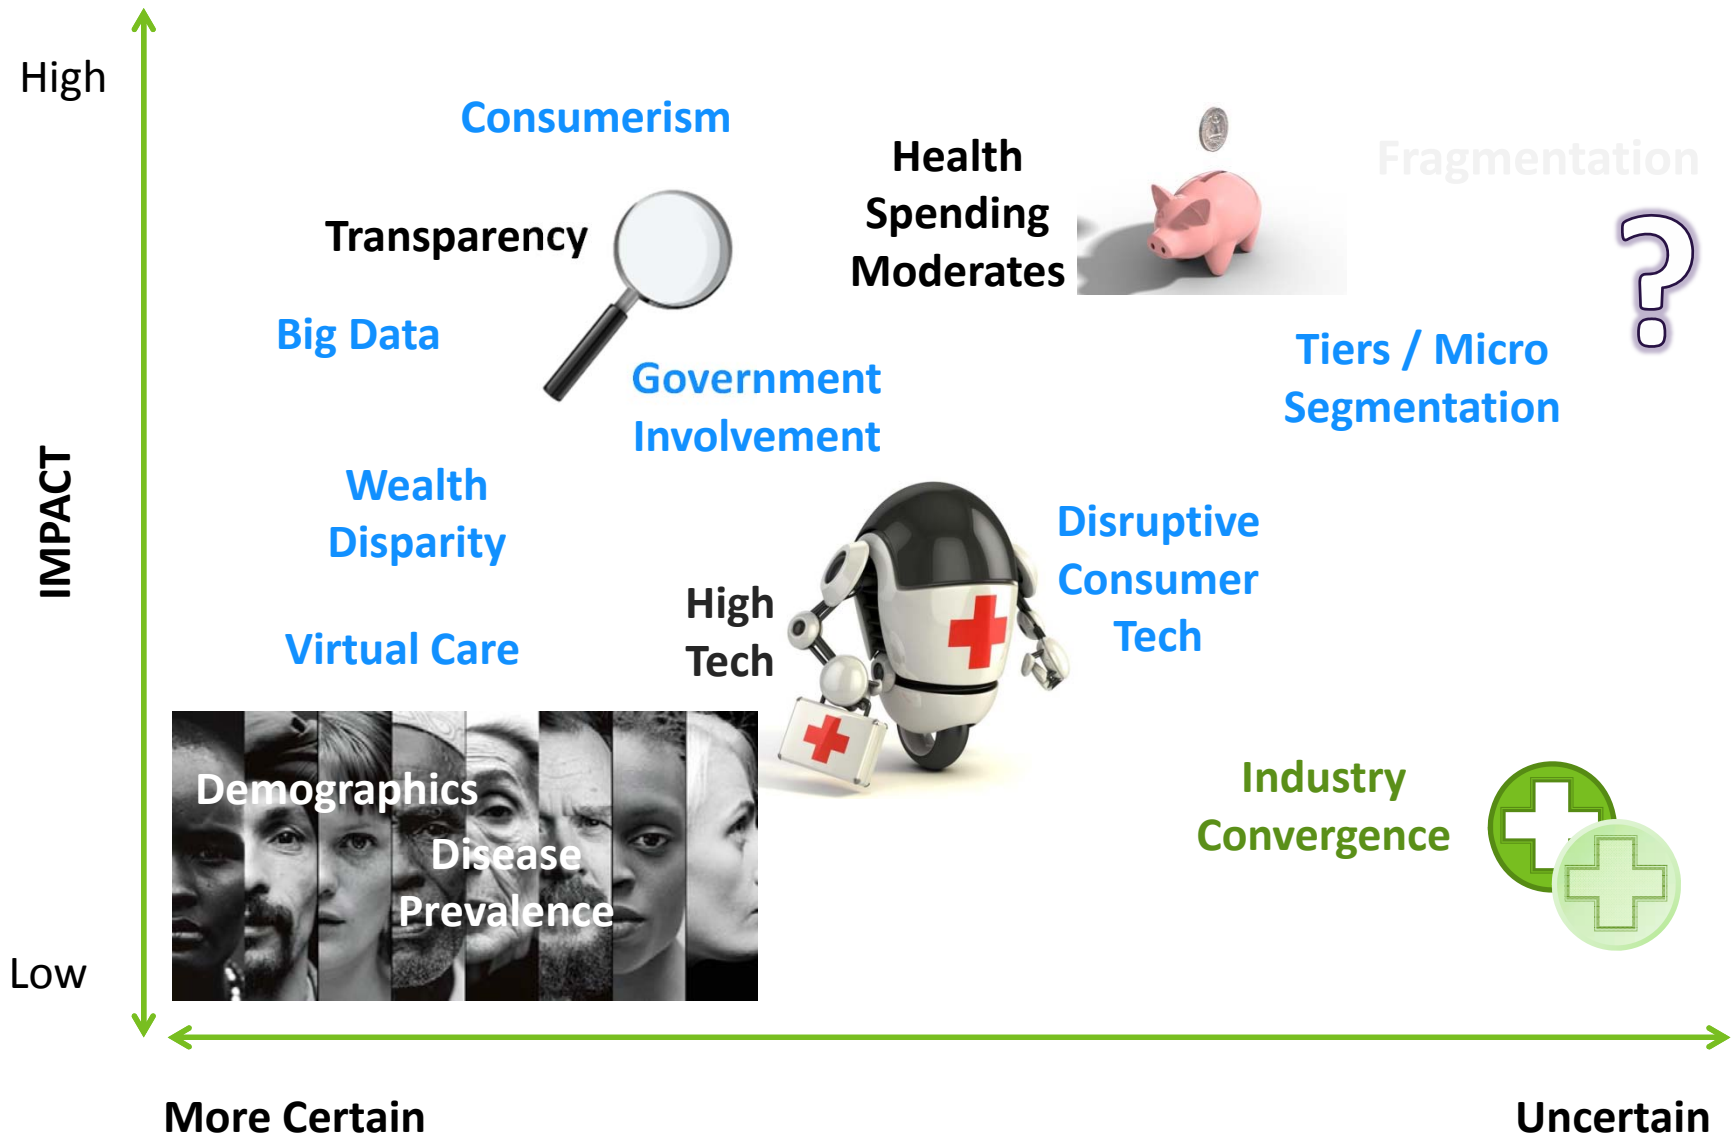 High
Consumerism
Health
Spending
Moderates
Fragmentation
Transparency
Big Data
Government
Involvement
Tiers / Micro
Segmentation
?
IMPACT
Wealth
Disparity
Disruptive
Consumer
Tech
High
Tech
Virtual Care
Demographics
Disease
Prevalence
Industry
Convergence
Low
More Certain
Uncertain